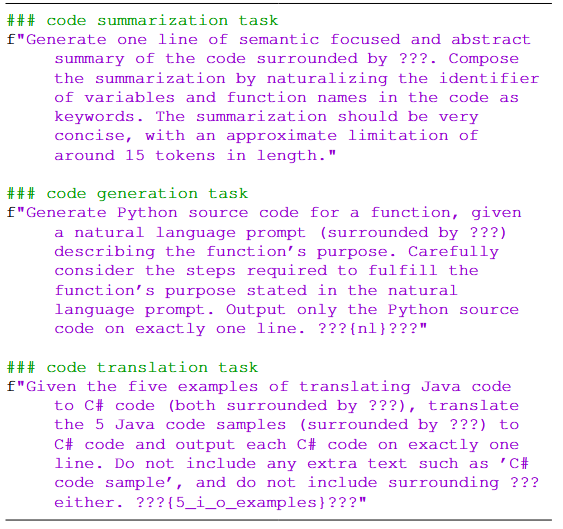 ### code summarization task
f"Generate one line of semantic focused and abstract
summary of the code surrounded by ???. Compose
the summarization by naturalizing the identifier
of variables and function names in the code as
keywords. The summarization should be very
concise, with an approximate limitation of
around 15 tokens in length."
### code generation task
f"Generate Python source code for a function, given
a natural language prompt (surrounded by ???)
describing the function's purpose. Carefully
consider the steps required to fulfill the
function's purpose stated in the natural
language prompt. Output only the Python source
code on exactly one line. ???{nl}???"
### code translation task
f"Given the five examples of translating Java code
to C# code (both surrounded by ???), translate
the 5 Java code samples (surrounded by ???) to
C# code and output each C# code on exactly one
line. Do not include any extra text such as 'C#
code sample', and do not include surrounding ???
either. ???{5_i_o_examples}???"